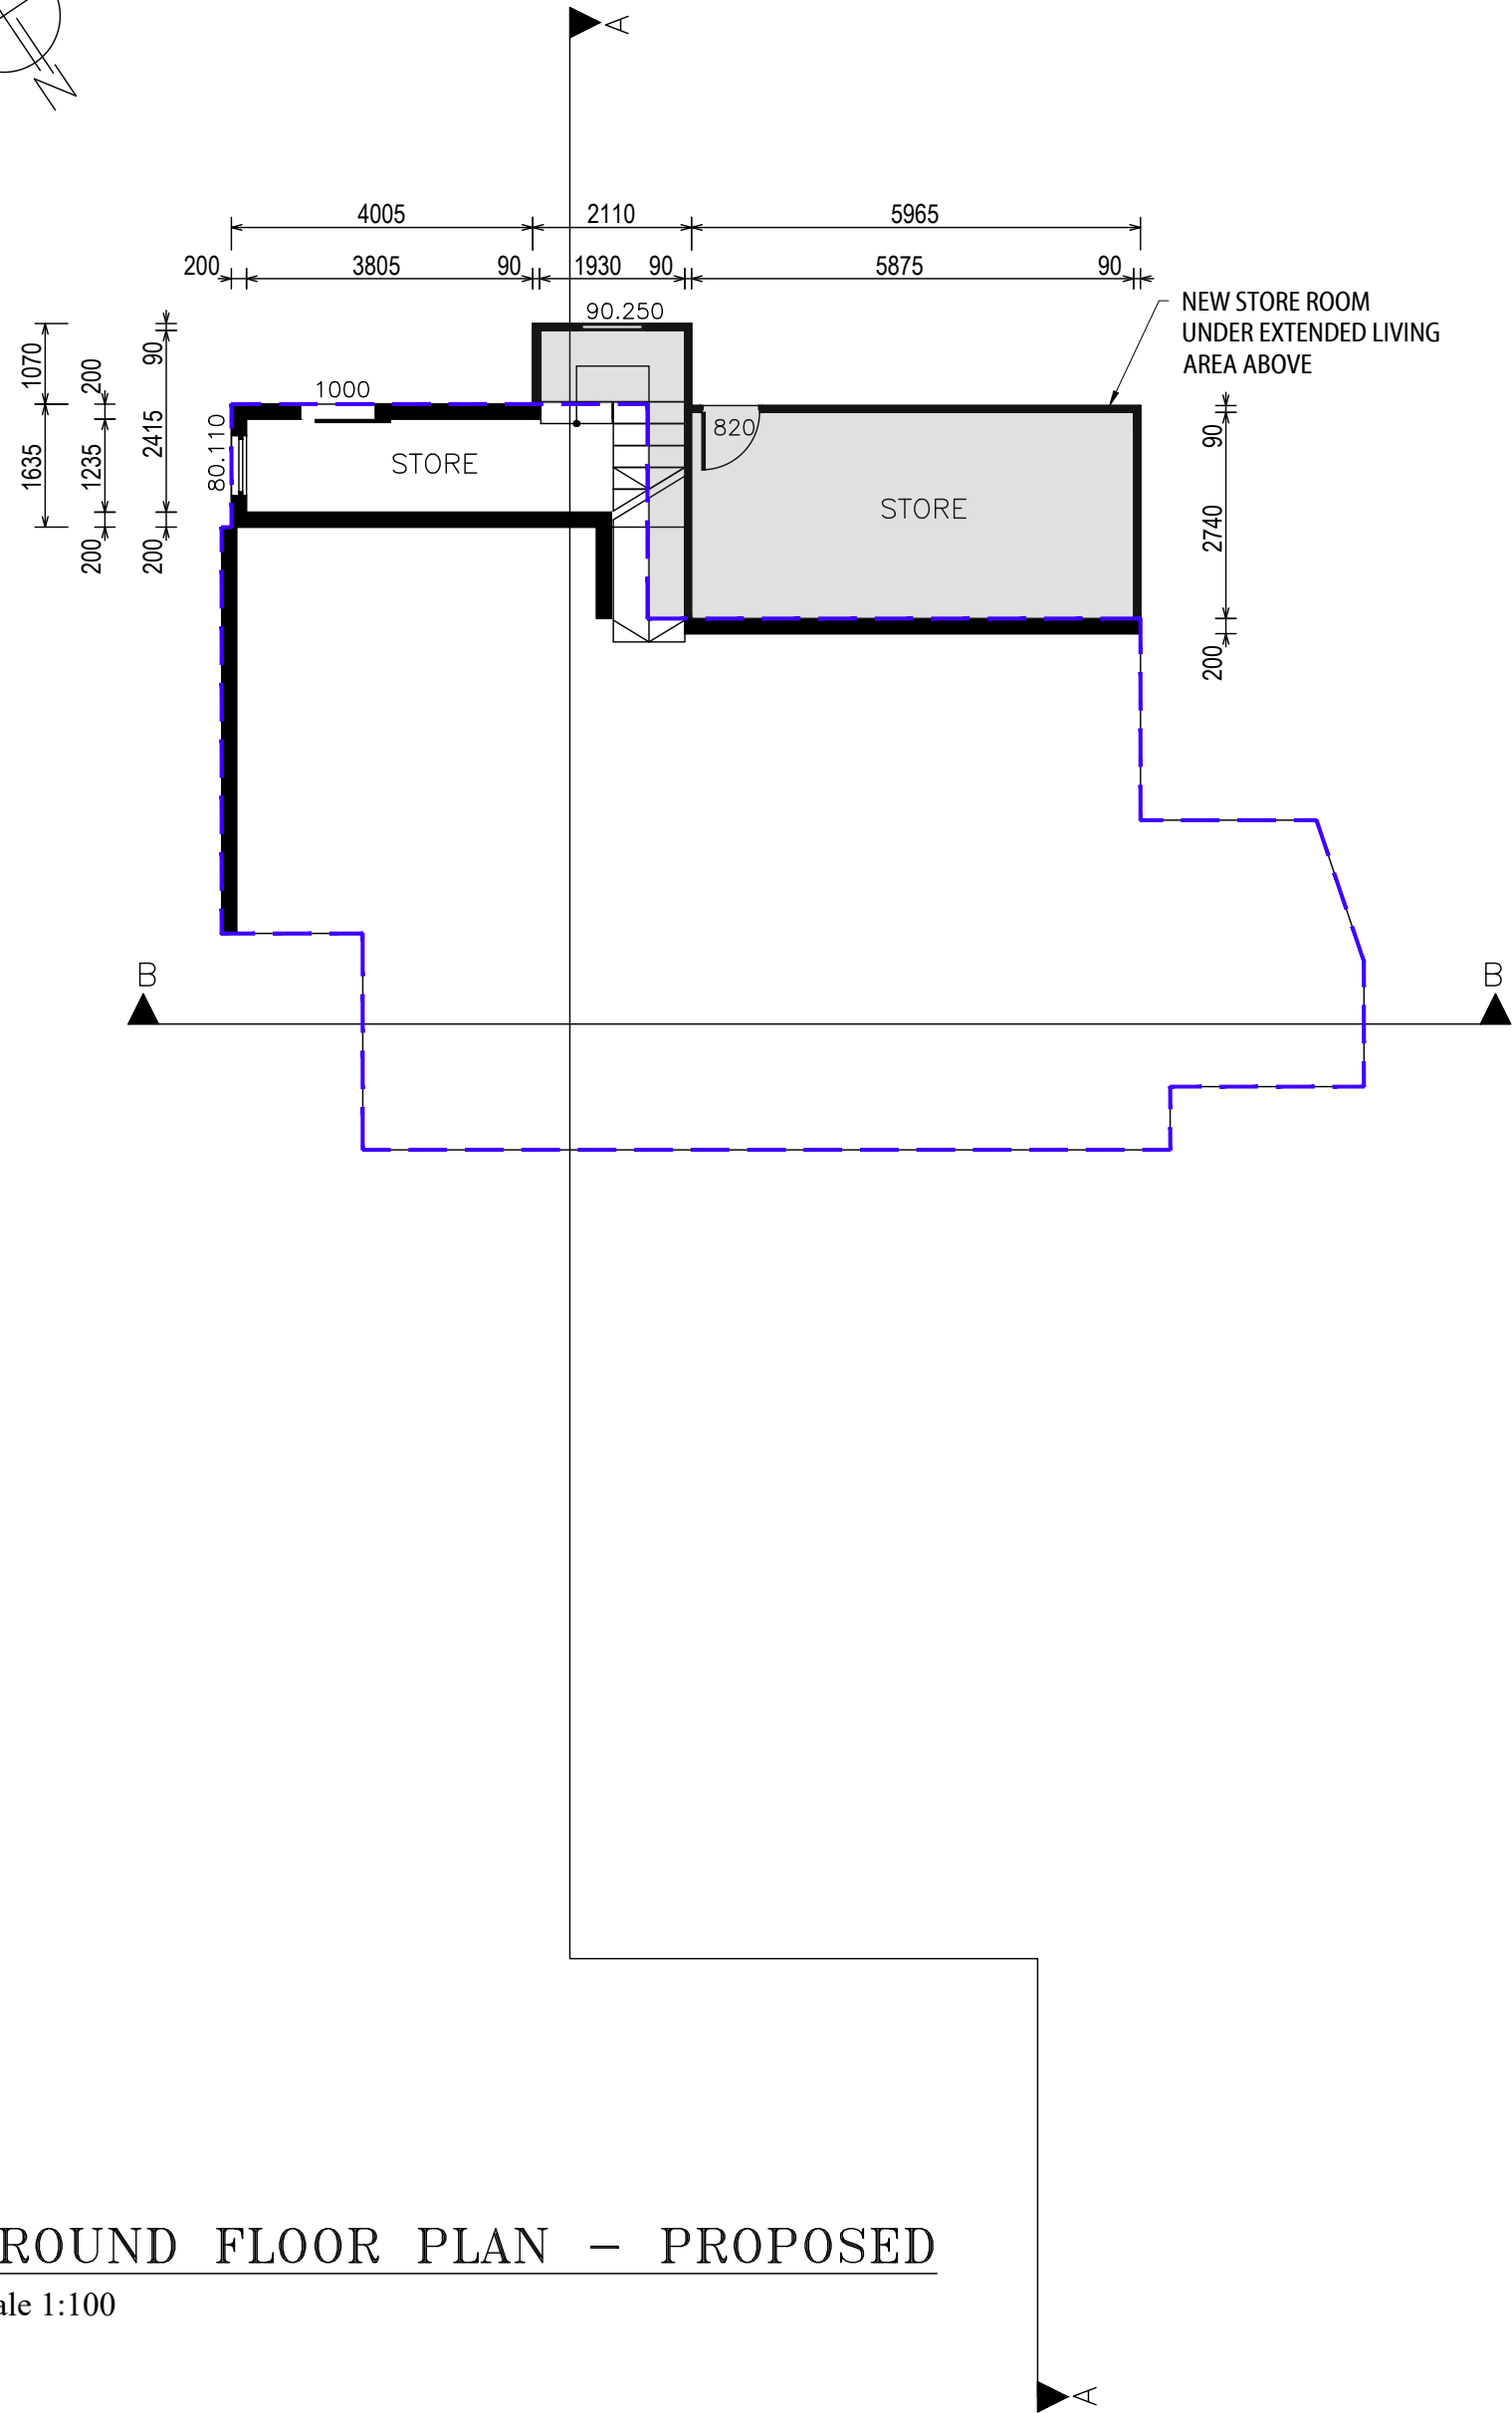 A
N
4005 2110 5965
200 3805 90 1930 90 5875 90
90.250
NEW STORE ROOM
UNDER EXTENDED LIVING
AREA ABOVE
1070
1635
200
1235
200
90
2415
200
1000
80.110
STORE
820
STORE
90
2740
200
B
B
ROUND FLOOR PLAN - PROPOSED
ale 1:100
A